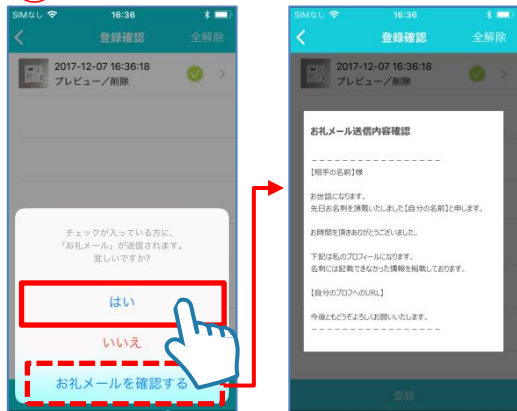 SIMなし 16:36
登録確認 全解除
2017-12-07 16:36:18
プレビュー／削除
チェックが入っている方に、
「お礼メール」が送信されます。
宜しいですか?
はい
いいえ
お礼メールを確認する
SIMなし 16:36
登録確認 全解除
2017-12-07 16:36:18
プレビュー／削除
お礼メール送信内容確認
－－－－－－－－－－－－－－－－－
【相手の名前】様
お世話になります。
先日お名刺を頂戴いたしました【自分の名前】と申します。
お時間を頂きありがとうございました。
下記は私のプロフィールになります。
名刺には記載できなかった情報を掲載しております。
【自分のプロフへのURL】
今後ともどうぞよろしくお願いいたします。
－－－－－－－－－－－－－－－－－
登録